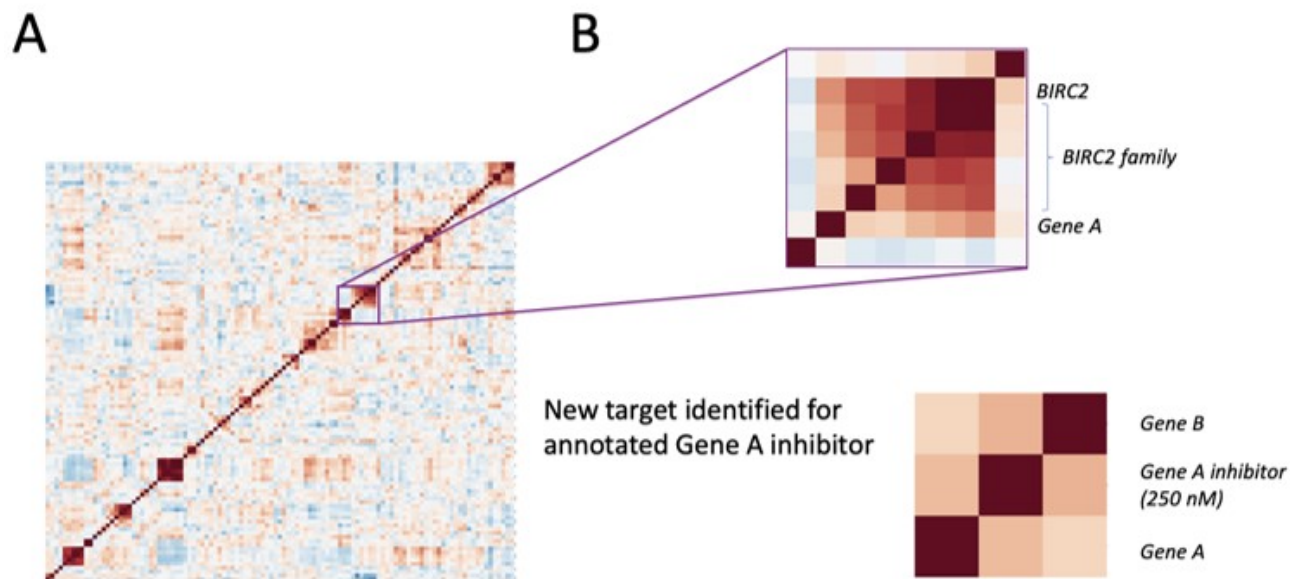 A
B
BIRC2
BIRC2 family
Gene A
New target identified for
annotated Gene A inhibitor
Gene B
Gene A inhibitor
(250 nM)
Gene A